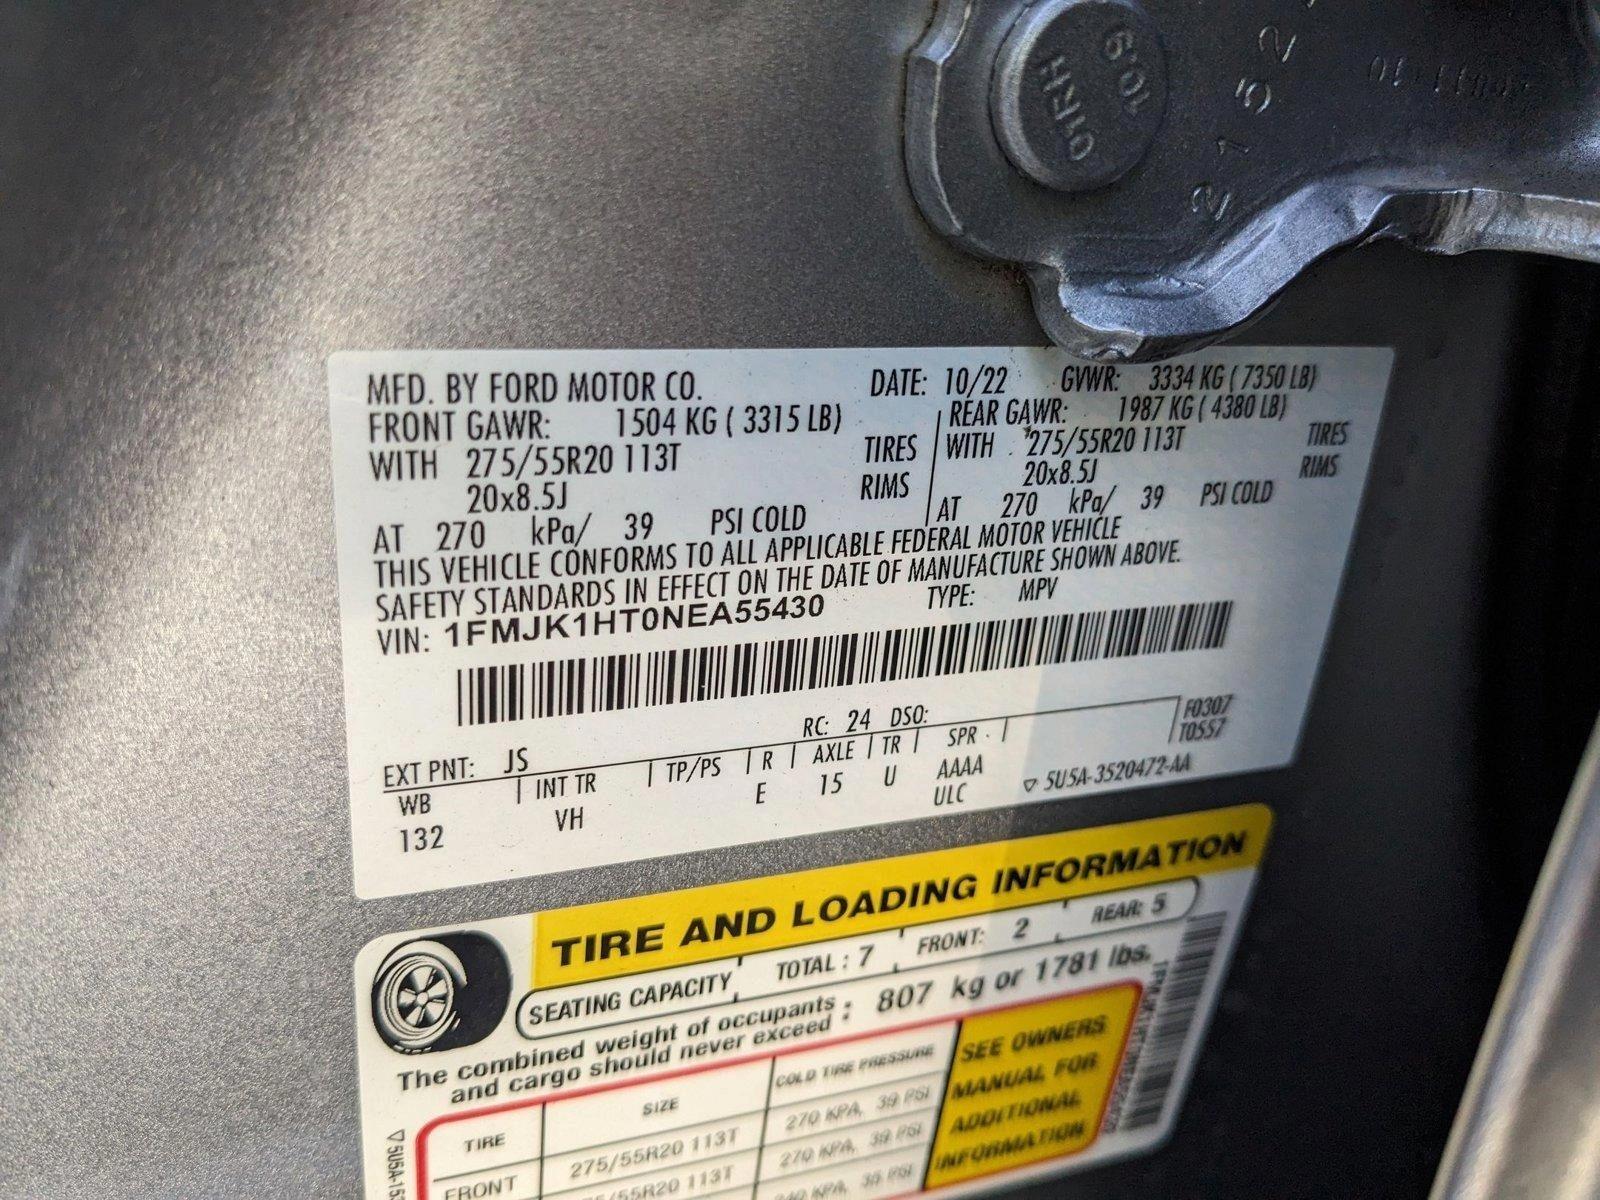 OYRH
10.9
2152
MFD. BY FORD MOTOR CO.
DATE: 10/22 GVWR: 3334 KG ( 7350 LB)
FRONT GAWR: 1504 KG ( 3315 LB)
REAR GAWR: 1987 KG ( 4380 LB)
WITH 275/55R20 113T TIRES
WITH 275/55R20 113T TIRES
20x8.5J RIMS
20x8.5J RIMS
AT 270 kPa/ 39 PSI COLD
AT 270 kPa/ 39 PSI COLD
THIS VEHICLE CONFORMS TO ALL APPLICABLE FEDERAL MOTOR VEHICLE
SAFETY STANDARDS IN EFFECT ON THE DATE OF MANUFACTURE SHOWN ABOVE.
VIN: 1FMJK1HT0NEA55430 TYPE: MPV
EXT PNT: JS RC: 24 DSO: F0307
T0557
WB | INT TR | TP/PS | R | AXLE | TR | SPR |
132 VH E 15 U AAAA
ULC
5U5A-3520472-AA
TIRE AND LOADING INFORMATION
SEATING CAPACITY TOTAL : 7 FRONT: 2 REAR: 5
The combined weight of occupants
and cargo should never exceed : 807 kg or 1781 lbs.
TIRE SIZE COLD TIRE PRESSURE
FRONT 275/55R20 113T 270 KPA, 39 PSI
/55R20 113T 270 KPA, 39 PSI
35 PSI
SEE OWNERS
MANUAL FOR
ADDITIONAL
INFORMATION